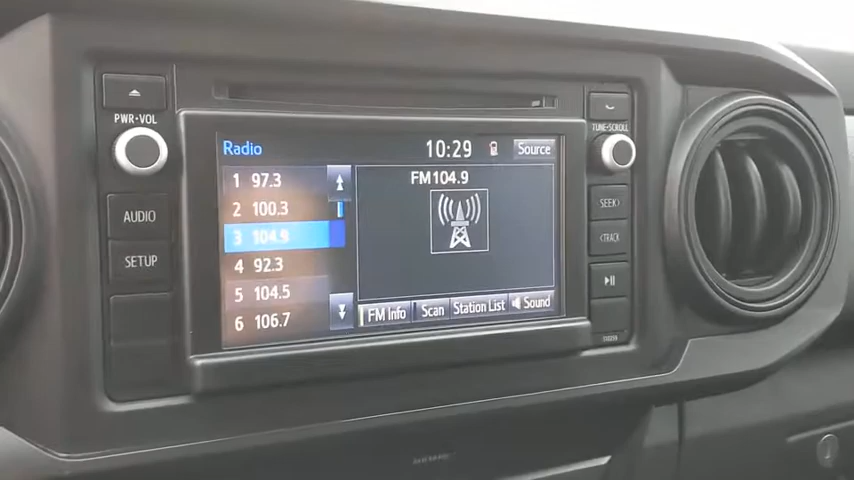 PWR·VOL
AUDIO
SETUP
Radio
10:29
Source
1 97.3
2 100.3
3 104.9
4 92.3
5 104.5
6 106.7
FM104.9
FM Info
Scan
Station List
Sound
TUNE·SCROLL
SEEK>
<TRACK